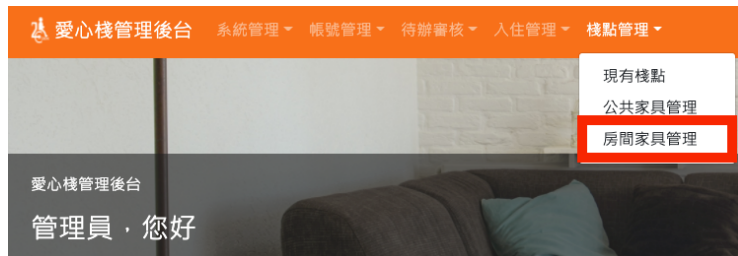 愛心棧管理後台 系統管理 帳號管理 待辦審核 入住管理 棧點管理
現有棧點
公共家具管理
房間家具管理
愛心棧管理後台
管理員，您好